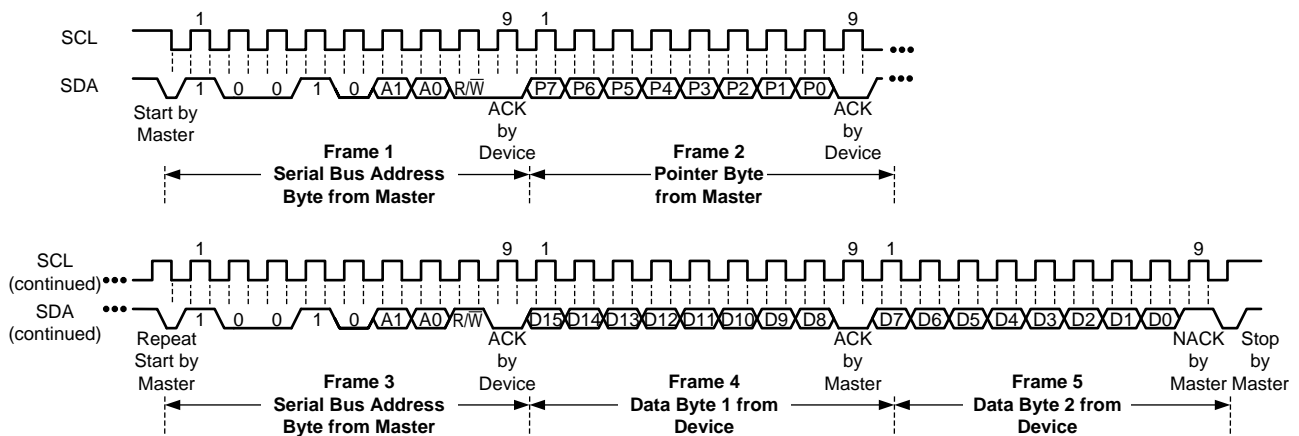 1 9 1 9
SCL
•••
SDA
•••
1 0 0 1 0 A1 A0 R/W̅ P7 P6 P5 P4 P3 P2 P1 P0
Start by
Master
ACK
by
Device
ACK
by
Device
Frame 1
Serial Bus Address
Byte from Master
Frame 2
Pointer Byte
from Master
1 9 1 9 1 9
SCL
(continued)
•••
SDA
(continued)
•••
1 0 0 1 0 A1 A0 R/W̅ D15 D14 D13 D12 D11 D10 D9 D8 D7 D6 D5 D4 D3 D2 D1 D0
Repeat
Start by
Master
ACK
by
Device
ACK
by
Master
NACK
by
Master
Stop
by
Master
Frame 3
Serial Bus Address
Byte from Master
Frame 4
Data Byte 1 from
Device
Frame 5
Data Byte 2 from
Device